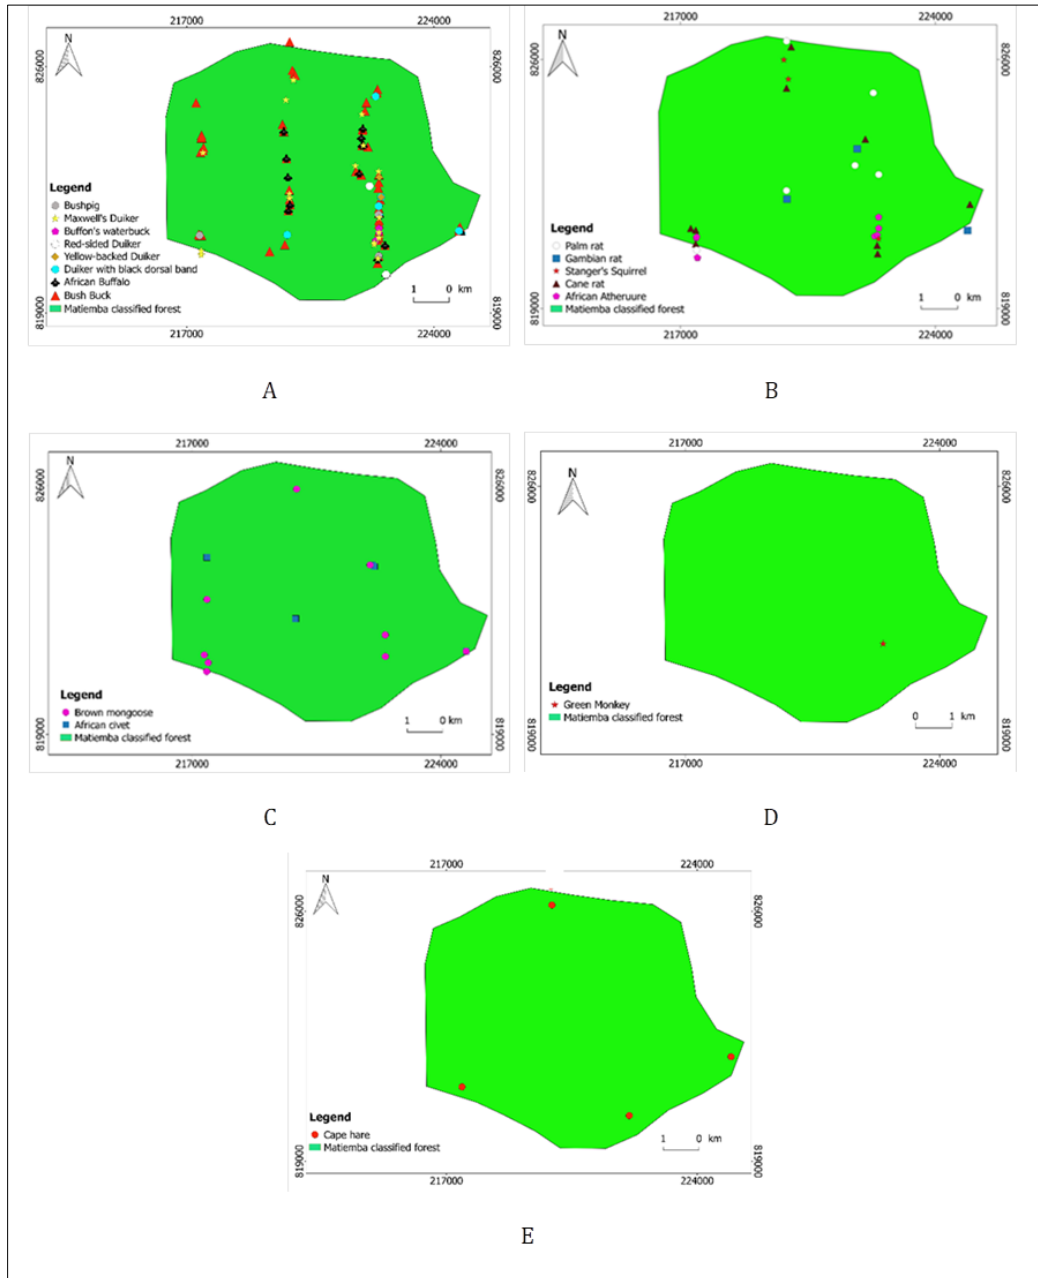 217000
224000
N
826000
826000
Legend
Bushpig
Maxwell's Duiker
Buffon's waterbuck
Red-sided Duiker
Yellow-backed Duiker
Duiker with black dorsal band
African Buffalo
Bush Buck
Matiemba classified forest
1 0 km
819000
819000
217000
224000
A
217000
224000
N
826000
826000
Legend
Palm rat
Gambian rat
Stanger's Squirrel
Cane rat
African Atheruure
Matiemba classified forest
1 0 km
819000
819000
217000
224000
B
217000
224000
N
826000
826000
Legend
Brown mongoose
African civet
Matiemba classified forest
1 0 km
819000
819000
217000
224000
C
217000
224000
N
826000
826000
Legend
Green Monkey
Matiemba classified forest
0 1 km
819000
819000
217000
224000
D
217000
224000
N
826000
826000
Legend
Cape hare
Matiemba classified forest
1 0 km
819000
819000
217000
224000
E